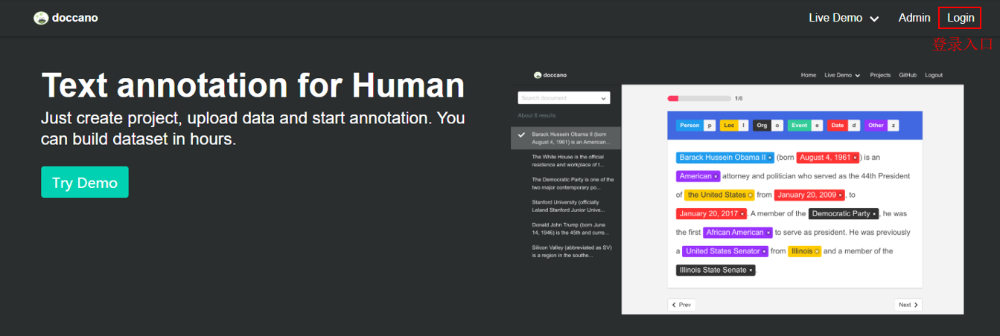 doccano
Live Demo
Admin
Login
登录入口
Text annotation for Human
Just create project, upload data and start annotation. You
can build dataset in hours.
Try Demo
doccano
Home
Live Demo
Projects
GitHub
Logout
Search document
About 6 results
Barack Hussein Obama II (born
August 4, 1961) is an American...
The White House is the official
residence and workplace of t...
The Democratic Party is one of the
two major contemporary po...
Stanford University (officially
Leland Stanford Junior Unive...
Donald John Trump (born June
14, 1946) is the 45th and curre...
Silicon Valley (abbreviated as SV)
is a region in the southe...
1/6
Person p Loc l Org o Event e Date d Other z
Barack Hussein Obama II (born August 4, 1961) is an
American attorney and politician who served as the 44th President
of the United States from January 20, 2009, to
January 20, 2017. A member of the Democratic Party, he was
the first African American to serve as president. He was previously
a United States Senator from Illinois and a member of the
Illinois State Senate.
Prev
Next